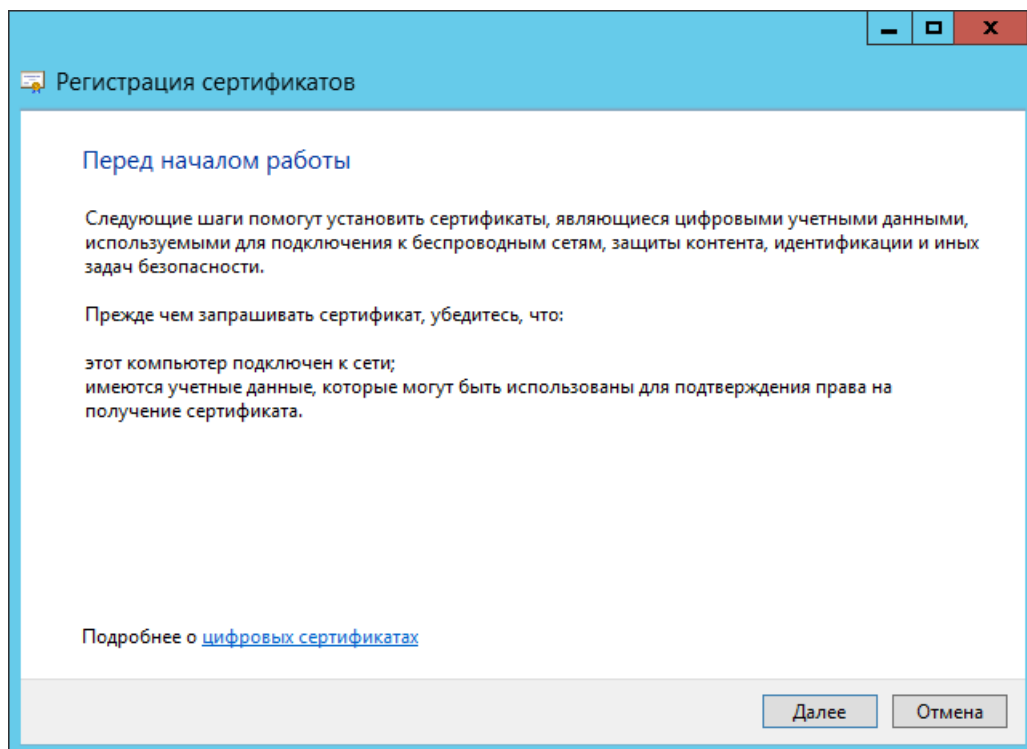 Регистрация сертификатов
Перед началом работы
Следующие шаги помогут установить сертификаты, являющиеся цифровыми учетными данными,
используемыми для подключения к беспроводным сетям, защиты контента, идентификации и иных
задач безопасности.
Прежде чем запрашивать сертификат, убедитесь, что:
этот компьютер подключен к сети;
имеются учетные данные, которые могут быть использованы для подтверждения права на
получение сертификата.
Подробнее о цифровых сертификатах
Далее
Отмена